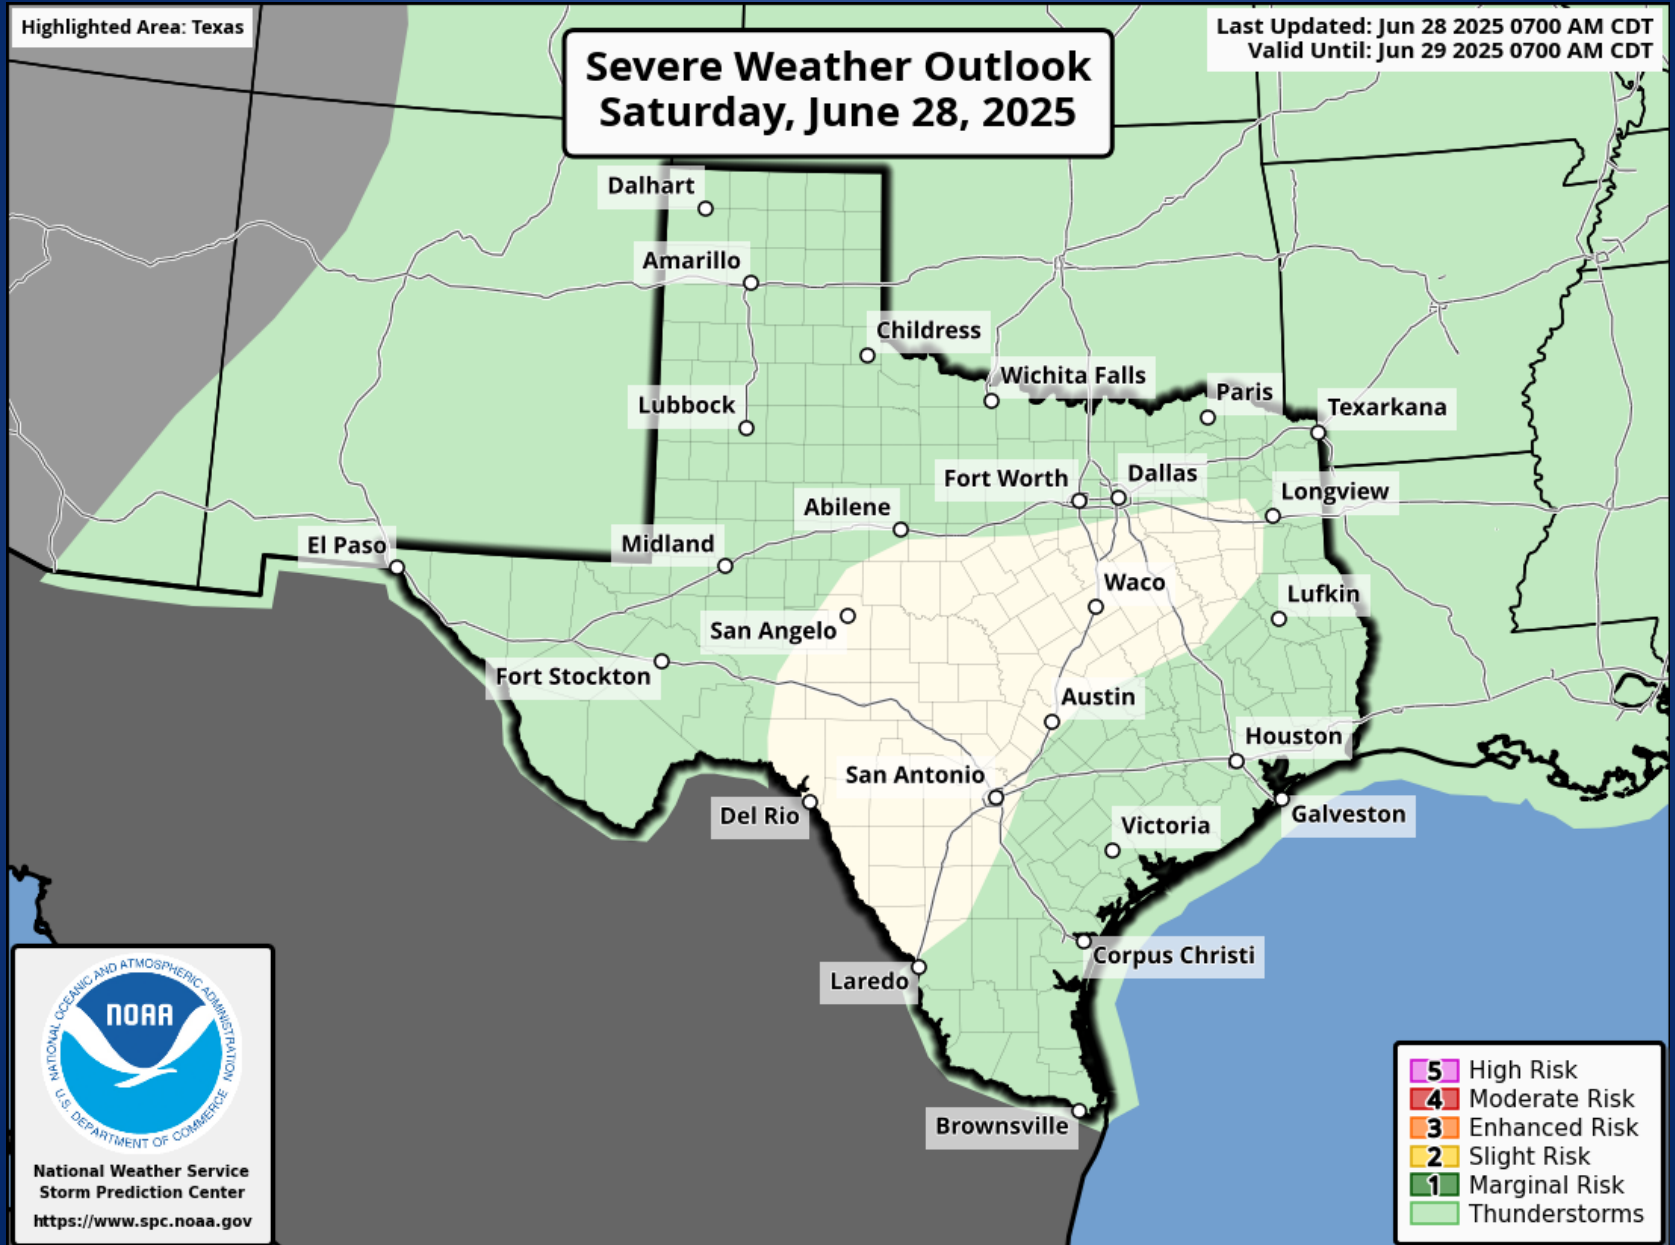 Highlighted Area: Texas
Severe Weather Outlook
Saturday, June 28, 2025
Last Updated: Jun 28 2025 0700 AM CDT
Valid Until: Jun 29 2025 0700 AM CDT
Dalhart
Amarillo
Childress
Wichita Falls
Paris
Texarkana
Lubbock
Fort Worth
Dallas
Longview
Abilene
El Paso
Midland
Waco
Lufkin
San Angelo
Fort Stockton
Austin
Houston
San Antonio
Del Rio
Galveston
Victoria
Corpus Christi
Laredo
Brownsville
NATIONAL OCEANIC AND ATMOSPHERIC ADMINISTRATION
NOAA
U.S. DEPARTMENT OF COMMERCE
National Weather Service
Storm Prediction Center
https://www.spc.noaa.gov
5 High Risk
4 Moderate Risk
3 Enhanced Risk
2 Slight Risk
1 Marginal Risk
Thunderstorms